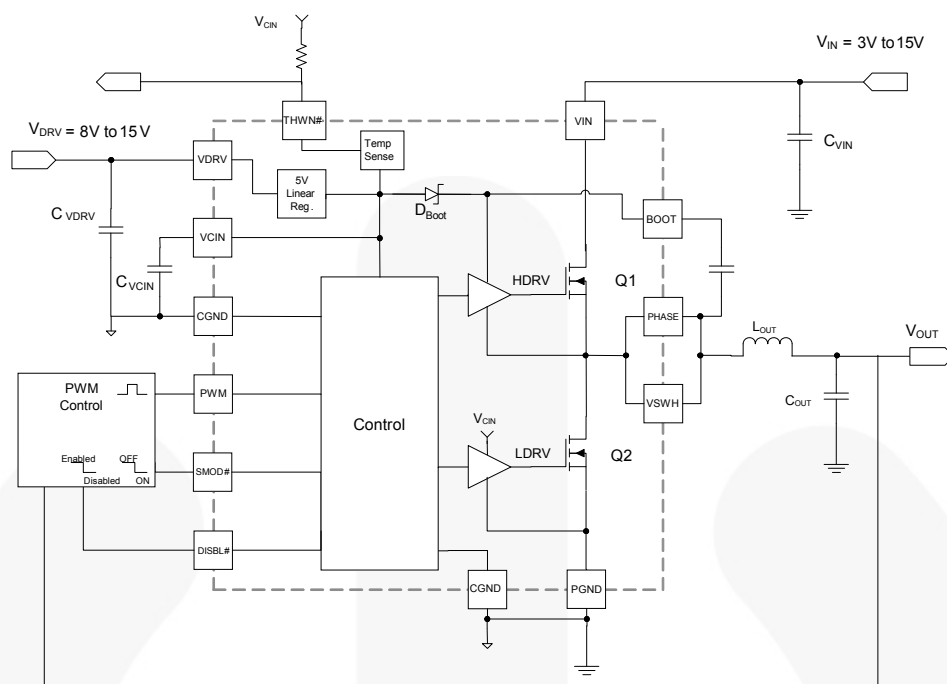 VCIN
VIN = 3V to 15V
THWN#
VIN
CVIN
VDRV = 8V to 15V
Temp
Sense
VDRV
5V
Linear
Reg.
DBoot
BOOT
C VDRV
VCIN
CVCIN
HDRV
Q1
CGND
PHASE
LOUT
VOUT
PWM
Control
PWM
VSWH
COUT
Control
VCIN
Enabled
OFF
LDRV
Q2
SMOD#
Disabled
ON
DISBL#
CGND
PGND